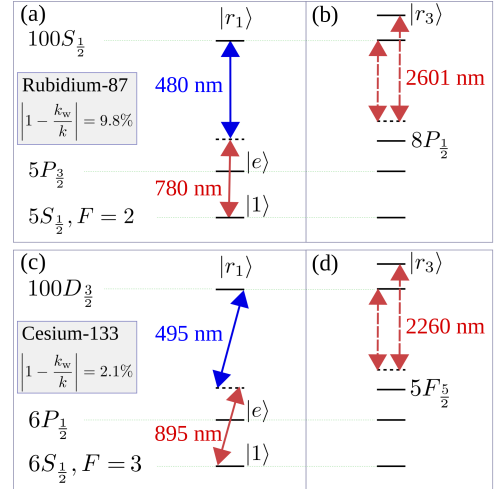 (a)
|r₁⟩
100S_{1/2}
480 nm
Rubidium-87
|1 − k_w/k| = 9.8%
|e⟩
5P_{3/2}
780 nm
|1⟩
5S_{1/2}, F = 2
(b)
|r₃⟩
2601 nm
8P_{1/2}
(c)
|r₁⟩
100D_{3/2}
495 nm
Cesium-133
|1 − k_w/k| = 2.1%
|e⟩
6P_{1/2}
895 nm
|1⟩
6S_{1/2}, F = 3
(d)
|r₃⟩
2260 nm
5F_{5/2}